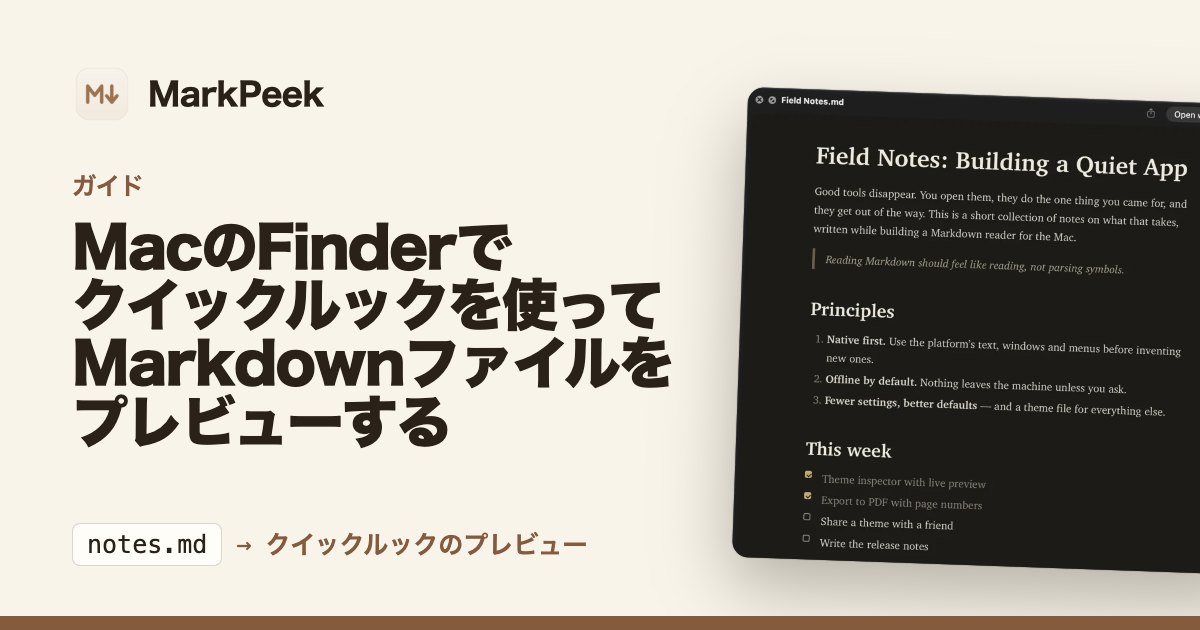 M↓
MarkPeek
ガイド
MacのFinderで
クイックルックを使って
Markdownファイルを
プレビューする
notes.md → クイックルックのプレビュー
Field Notes.md
Open
Field Notes: Building a Quiet App
Good tools disappear. You open them, they do the one thing you came for, and
they get out of the way. This is a short collection of notes on what that takes,
written while building a Markdown reader for the Mac.
Reading Markdown should feel like reading, not parsing symbols.
Principles
1. Native first. Use the platform's text, windows and menus before inventing
new ones.
2. Offline by default. Nothing leaves the machine unless you ask.
3. Fewer settings, better defaults — and a theme file for everything else.
This week
Theme inspector with live preview
Export to PDF with page numbers
Share a theme with a friend
Write the release notes